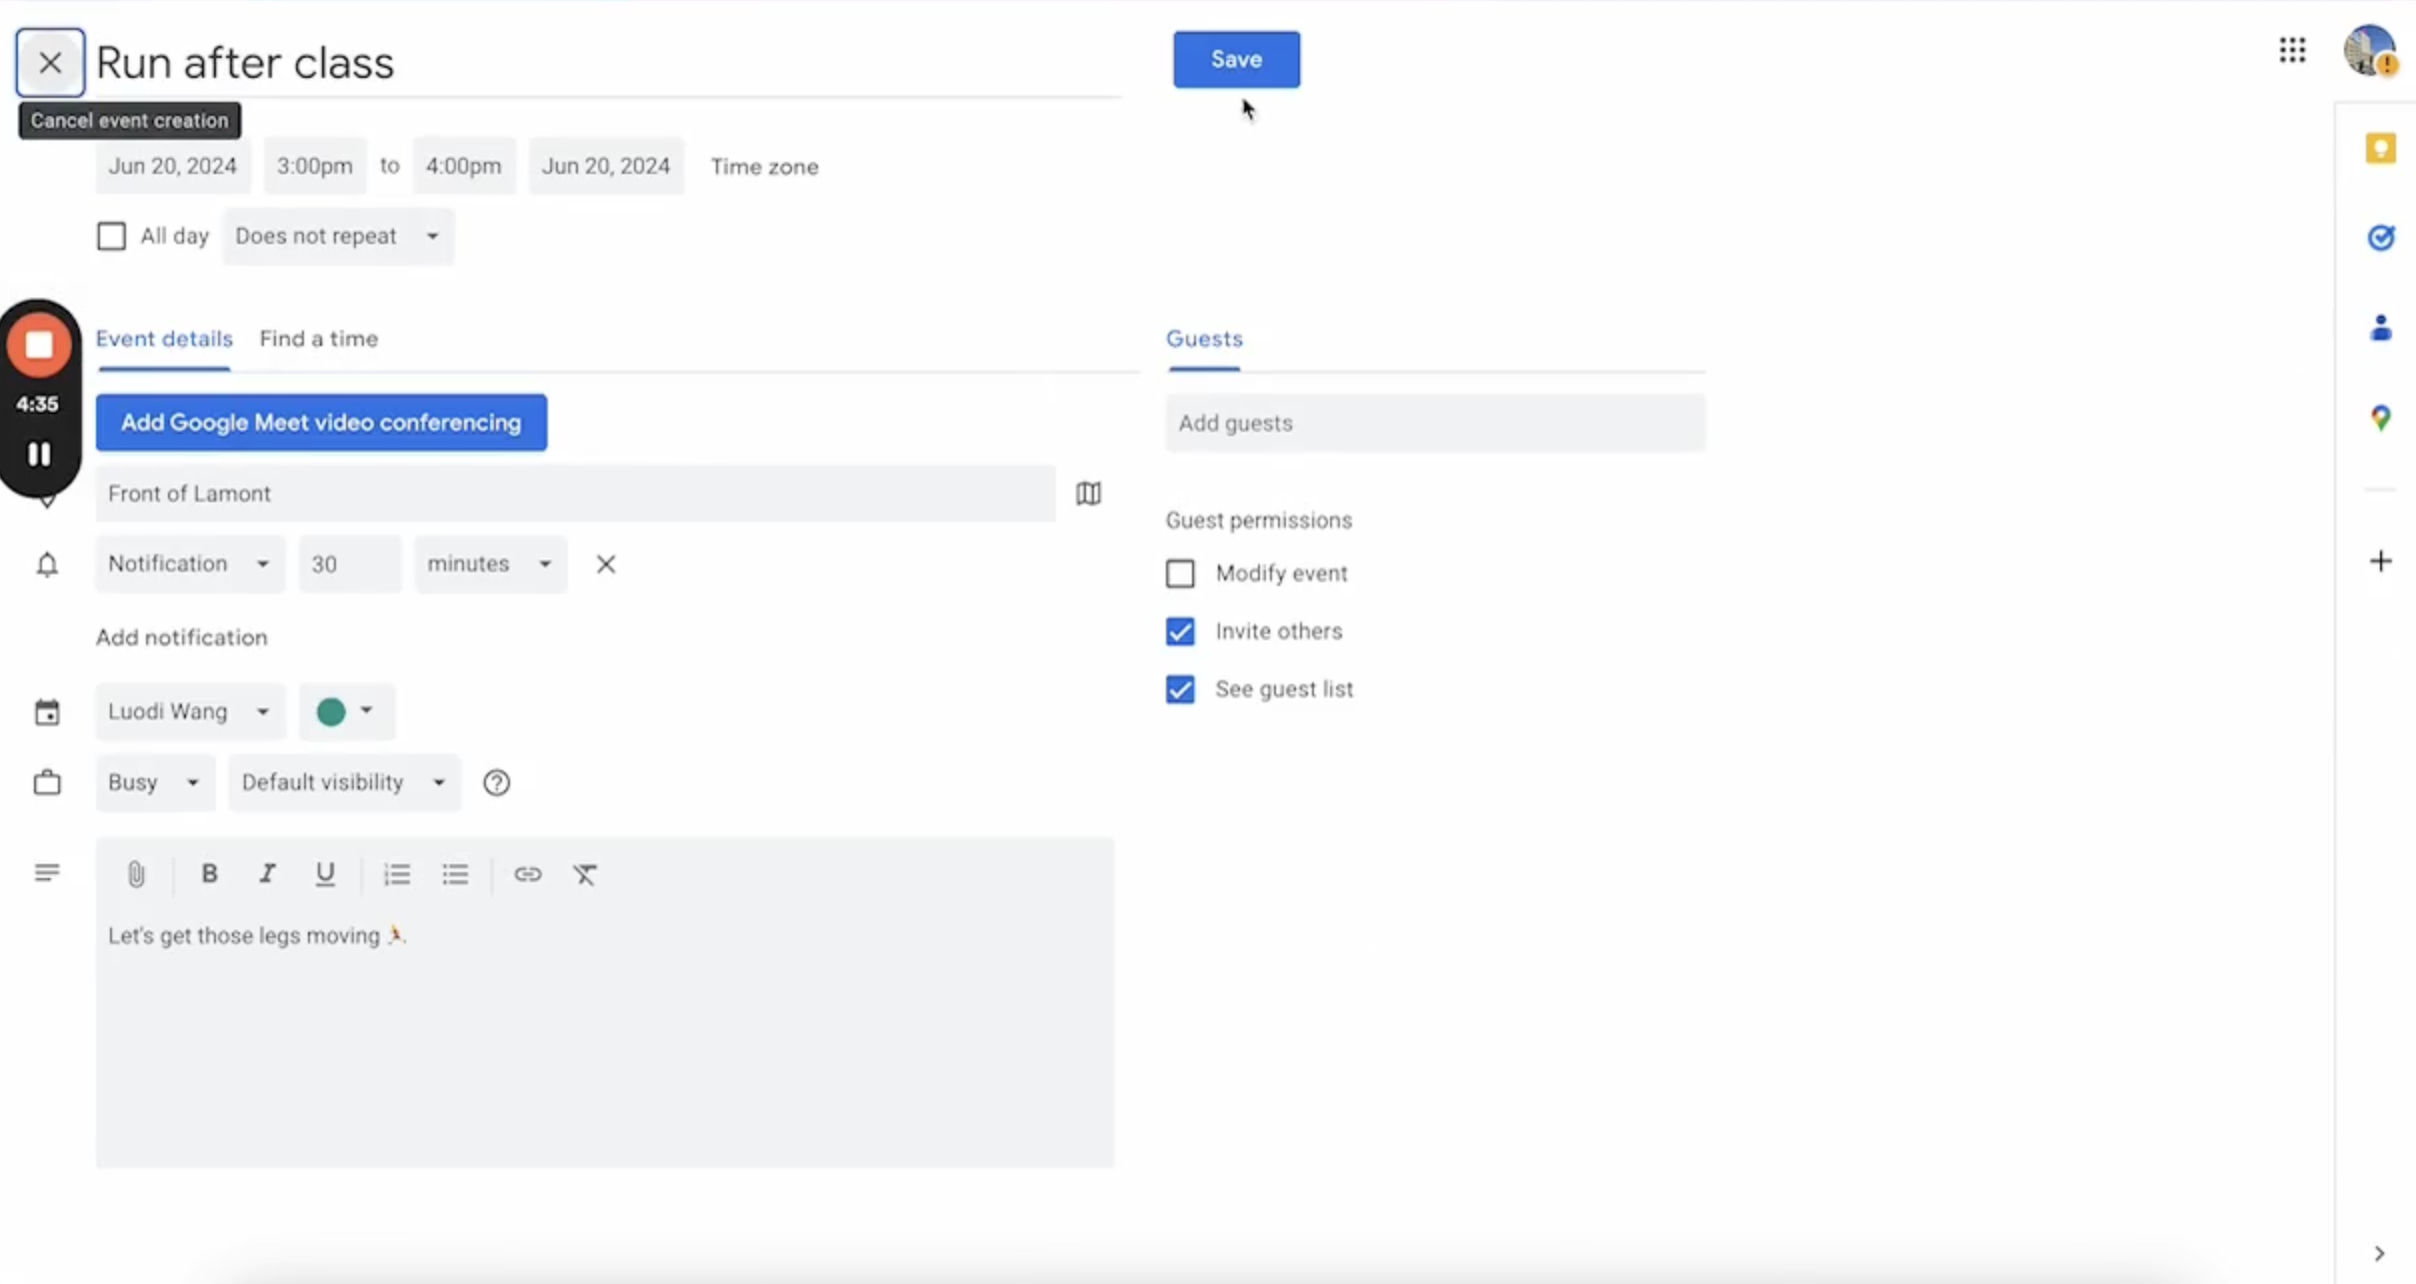 Run after class
Save
Cancel event creation
Jun 20, 2024 3:00pm to 4:00pm Jun 20, 2024 Time zone
All day Does not repeat
Event details Find a time
Guests
4:35
Add Google Meet video conferencing
Add guests
Front of Lamont
Guest permissions
Notification 30 minutes
Modify event
Add notification
Invite others
See guest list
Luodi Wang
Busy Default visibility
B I U
Let's get those legs moving 🏃.